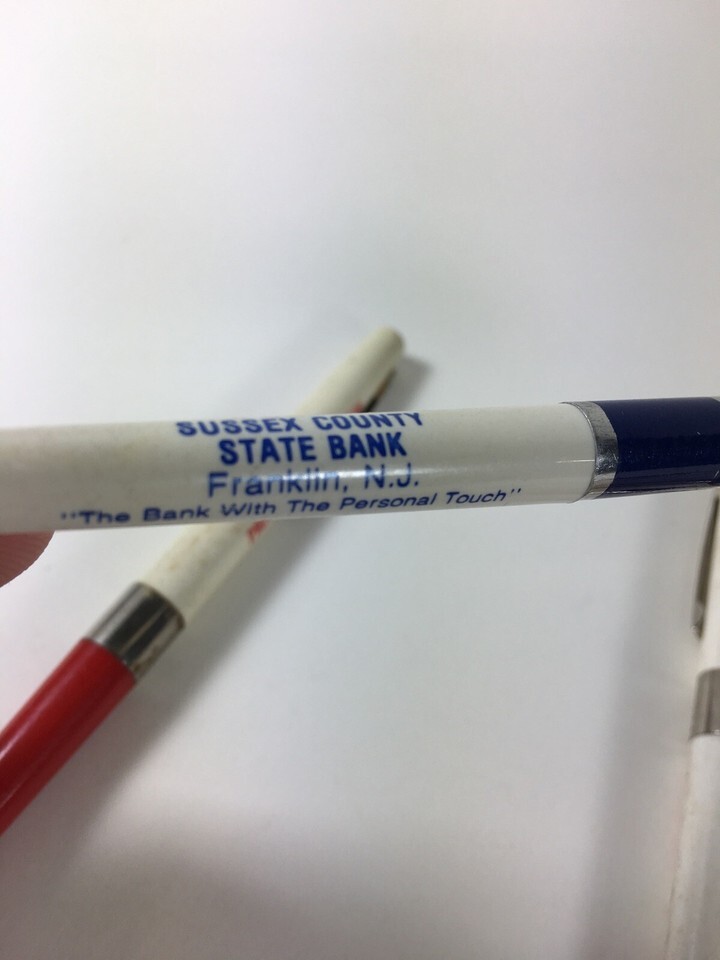 SUSSEX COUNTY
STATE BANK
Franklin, N.J.
"The Bank With The Personal Touch"